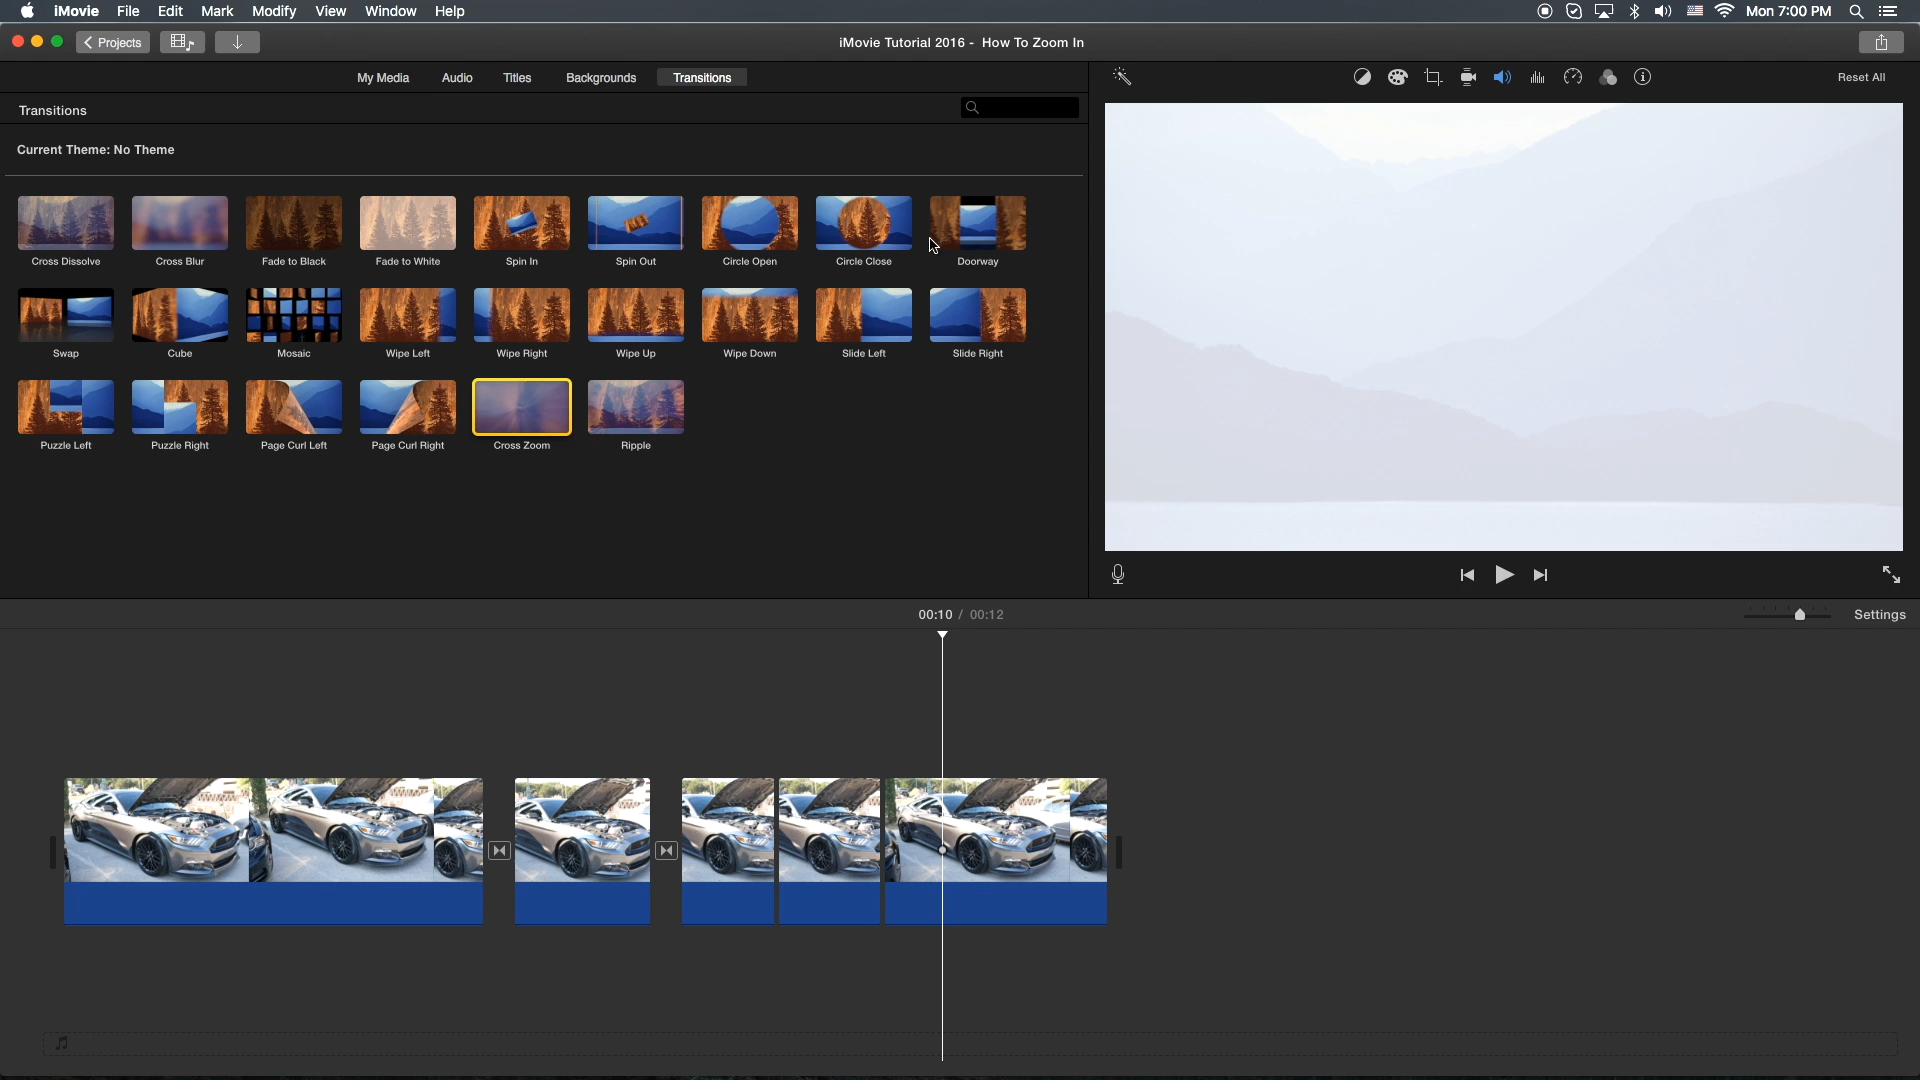 iMovie File Edit Mark Modify View Window Help Mon 7:00 PM
Projects iMovie Tutorial 2016 - How To Zoom In
My Media Audio Titles Backgrounds Transitions Reset All
Transitions
Current Theme: No Theme
Cross Dissolve Cross Blur Fade to Black Fade to White Spin In Spin Out Circle Open Circle Close Doorway
Swap Cube Mosaic Wipe Left Wipe Right Wipe Up Wipe Down Slide Left Slide Right
Puzzle Left Puzzle Right Page Curl Left Page Curl Right Cross Zoom Ripple
00:10 / 00:12 Settings